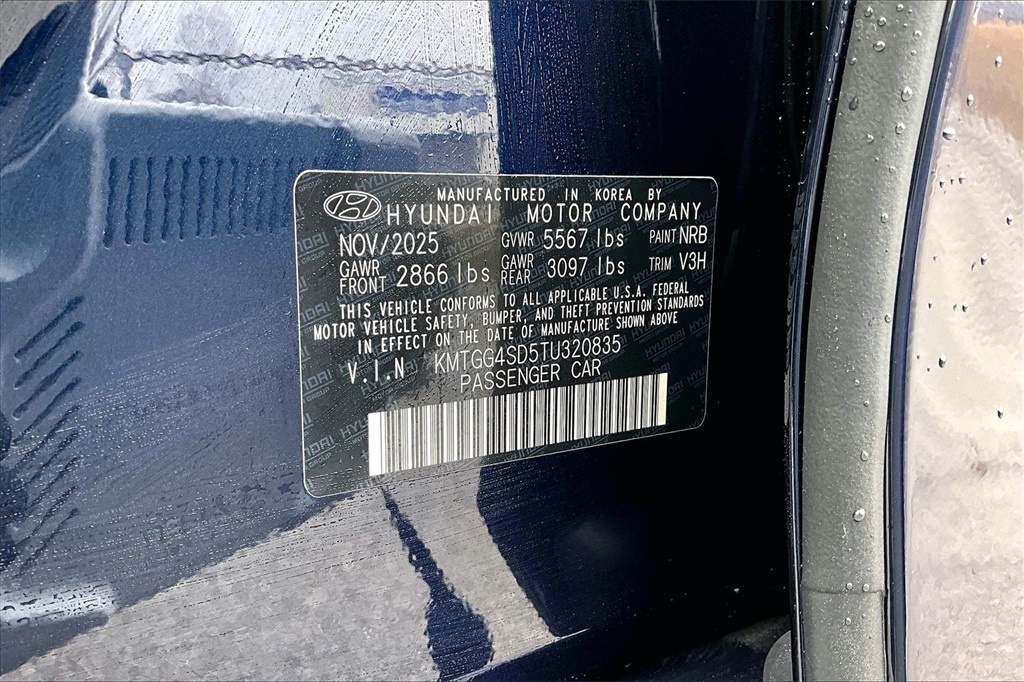 MANUFACTURED IN KOREA BY
HYUNDAI MOTOR COMPANY
NOV/2025 GVWR 5567 lbs PAINT NRB
GAWR FRONT 2866 lbs GAWR REAR 3097 lbs TRIM V3H
THIS VEHICLE CONFORMS TO ALL APPLICABLE U.S.A. FEDERAL
MOTOR VEHICLE SAFETY, BUMPER, AND THEFT PREVENTION STANDARDS
IN EFFECT ON THE DATE OF MANUFACTURE SHOWN ABOVE
V.I.N KMTGG4SD5TU320835
PASSENGER CAR